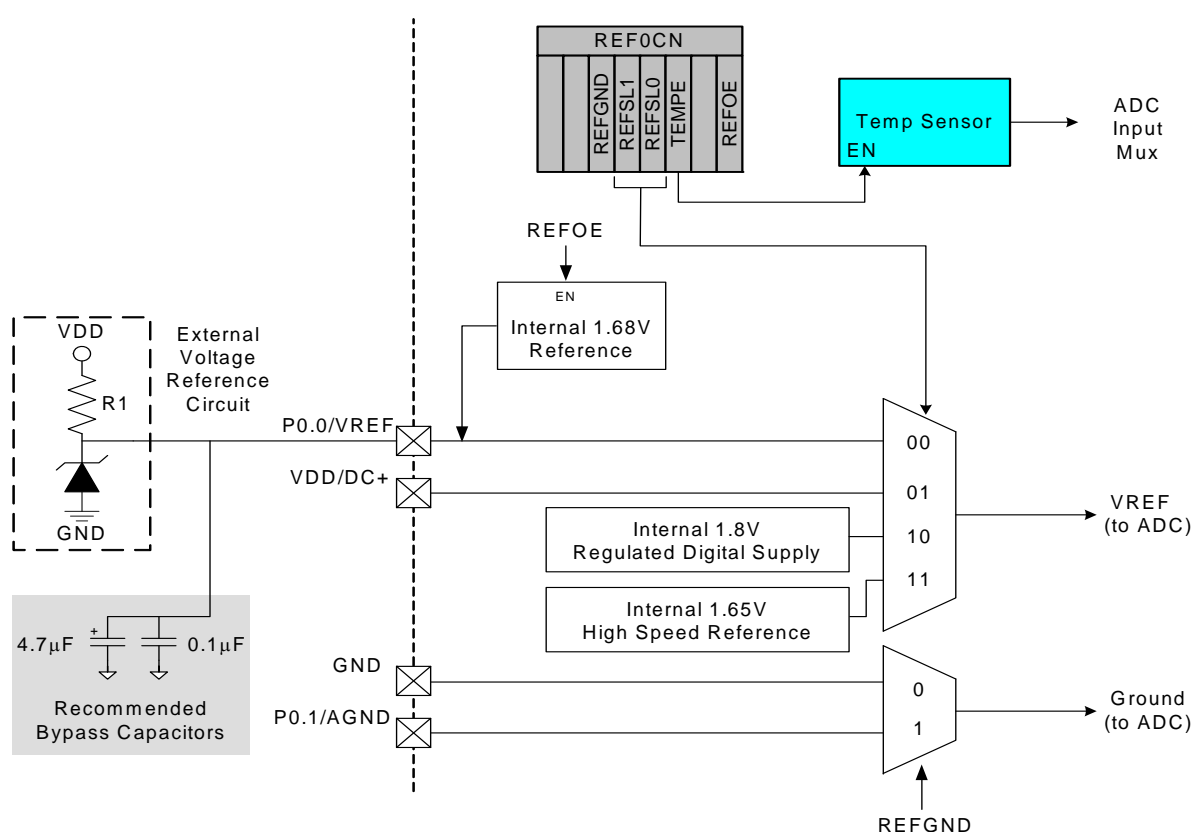 REF0CN
REFGND
REFSL1
REFSL0
TEMPE
REFOE
Temp Sensor
EN
ADC
Input
Mux
REFOE
EN
Internal 1.68V
Reference
VDD
R1
GND
External
Voltage
Reference
Circuit
P0.0/VREF
VDD/DC+
00
01
10
11
Internal 1.8V
Regulated Digital Supply
Internal 1.65V
High Speed Reference
VREF
(to ADC)
4.7μF
+
0.1μF
Recommended
Bypass Capacitors
GND
P0.1/AGND
0
1
Ground
(to ADC)
REFGND